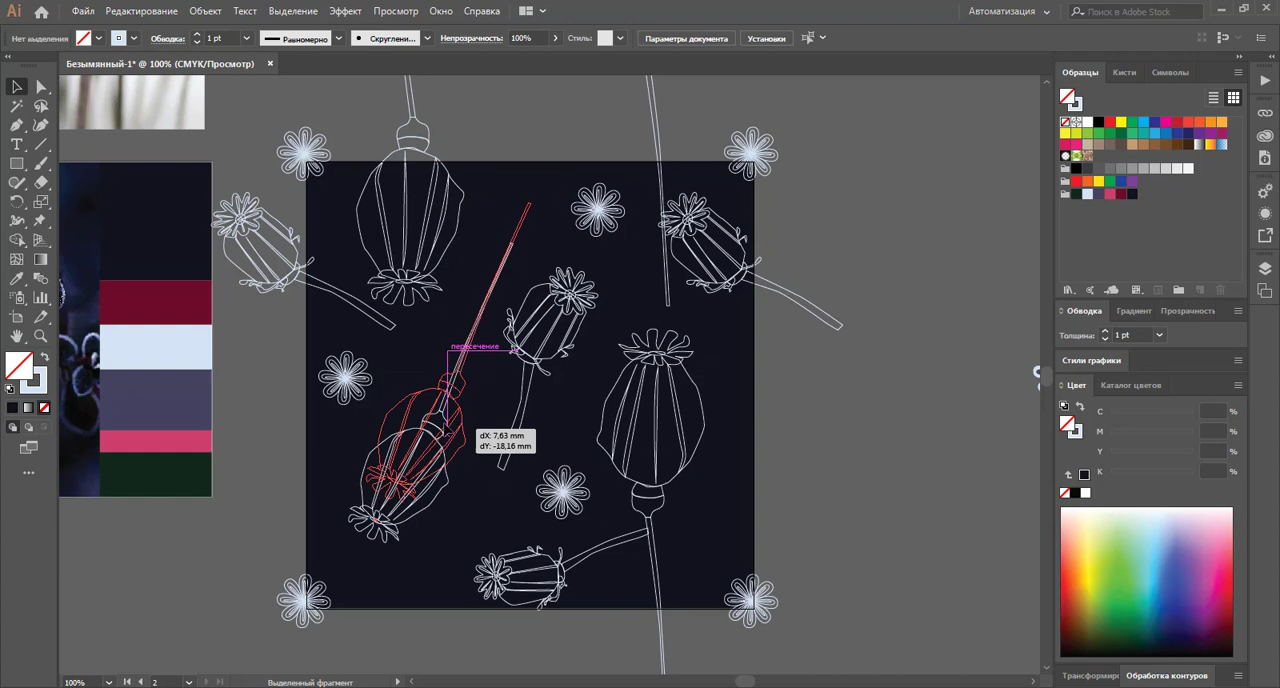 Ai
Файл Редактирование Объект Текст Выделение Эффект Просмотр Окно Справка
Автоматизация
Поиск в Adobe Stock
Нет выделения
Обводка:
1 pt
Равномерно
Скруглени...
Непрозрачность:
100%
Стиль:
Параметры документа
Установки
Безымянный-1* @ 100% (CMYK/Просмотр)
Образцы Кисти Символы
Обводка Градиент Прозрачность
Толщина: 1 pt
Стили графики
Цвет Каталог цветов
C %
M %
Y %
K %
пересечение
dX: 7,63 mm
dY: -18,16 mm
100%
2
Выделенный фрагмент
Трансформир
Обработка контуров